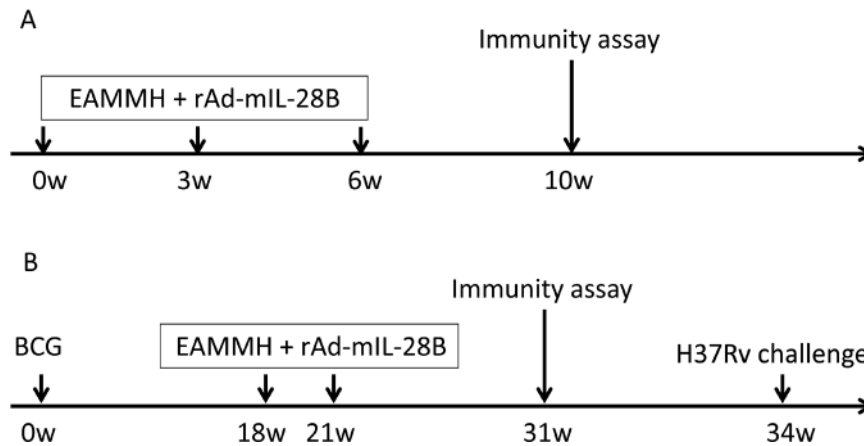 A
Immunity assay
EAMMH + rAd-mIL-28B
0w 3w 6w 10w
B
Immunity assay
BCG EAMMH + rAd-mIL-28B H37Rv challenge
0w 18w 21w 31w 34w